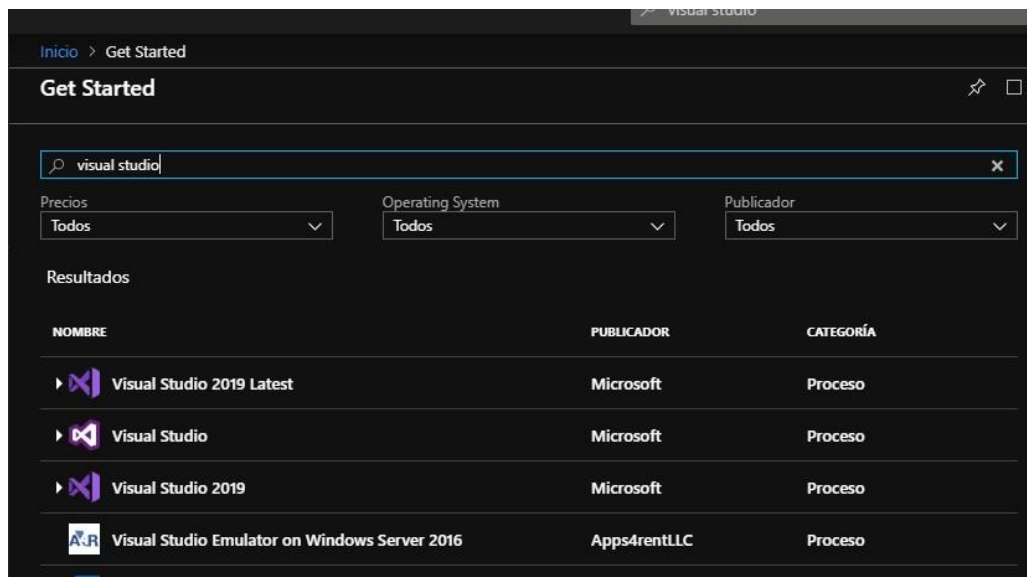 visual studio
Inicio > Get Started
Get Started
visual studio
Precios Operating System Publicador
Todos Todos Todos
Resultados
NOMBRE PUBLICADOR CATEGORÍA
Visual Studio 2019 Latest Microsoft Proceso
Visual Studio Microsoft Proceso
Visual Studio 2019 Microsoft Proceso
A R Visual Studio Emulator on Windows Server 2016 Apps4rentLLC Proceso